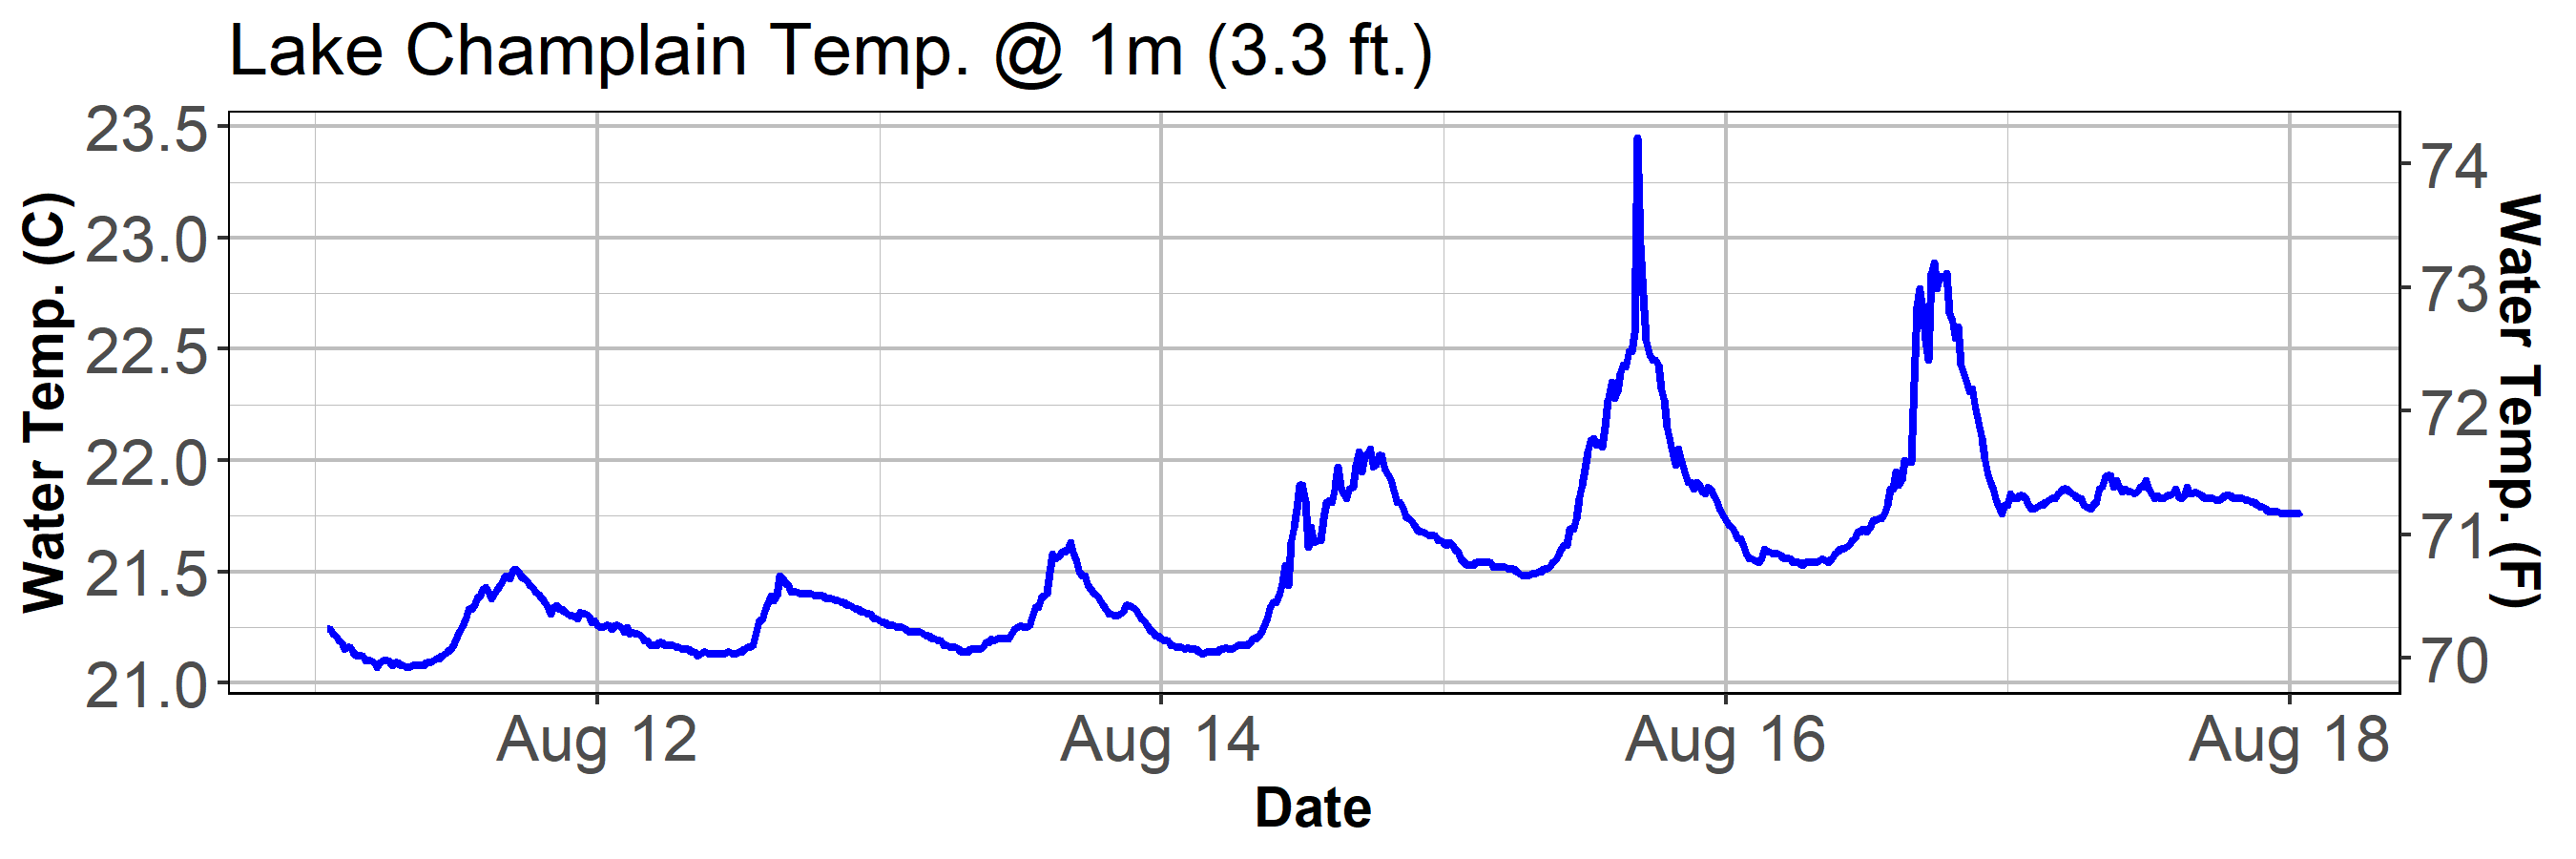 Lake Champlain Temp. @ 1m (3.3 ft.)
Water Temp. (C)
23.5
23.0
22.5
22.0
21.5
21.0
74
73
72
71
70
Water Temp. (F)
Aug 12
Aug 14
Aug 16
Aug 18
Date